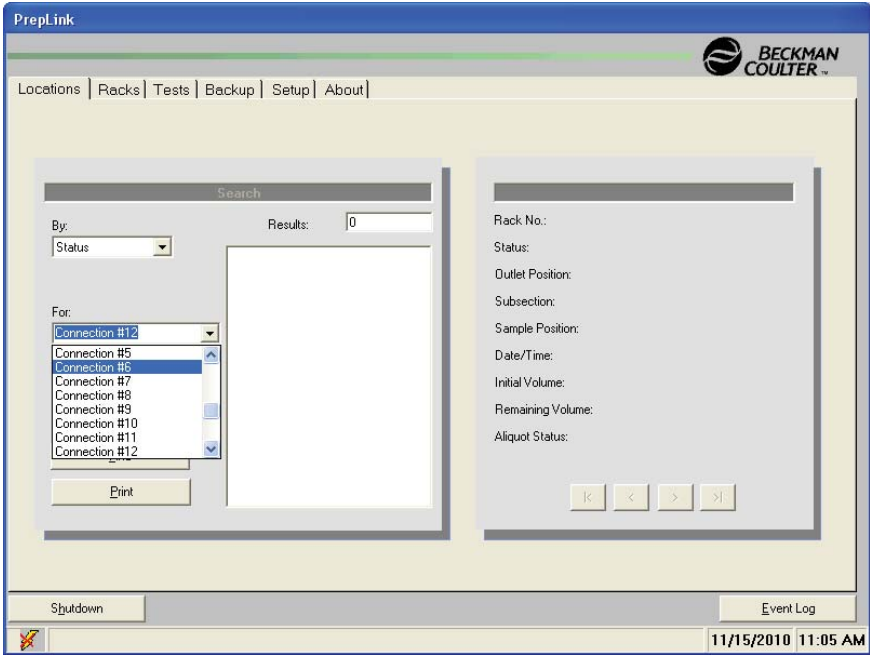 PrepLink
BECKMAN
COULTER TM
Locations Racks Tests Backup Setup About
Search
By:
Results: 0
Status
For:
Connection #12
Connection #5
Connection #6
Connection #7
Connection #8
Connection #9
Connection #10
Connection #11
Connection #12
Print
Rack No.:
Status:
Outlet Position:
Subsection:
Sample Position:
Date/Time:
Initial Volume:
Remaining Volume:
Aliquot Status:
|< < > >|
Shutdown
Event Log
11/15/2010 11:05 AM